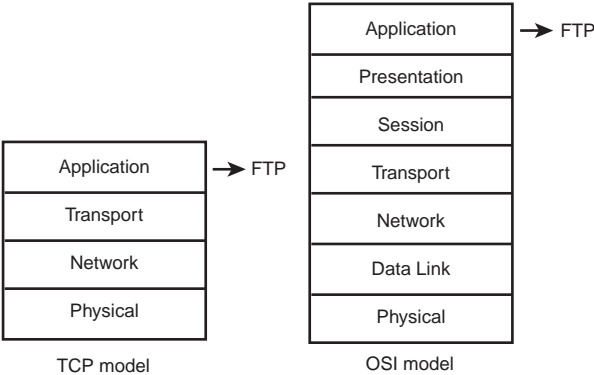 Application
FTP
Transport
Network
Physical
TCP model
Application
FTP
Presentation
Session
Transport
Network
Data Link
Physical
OSI model